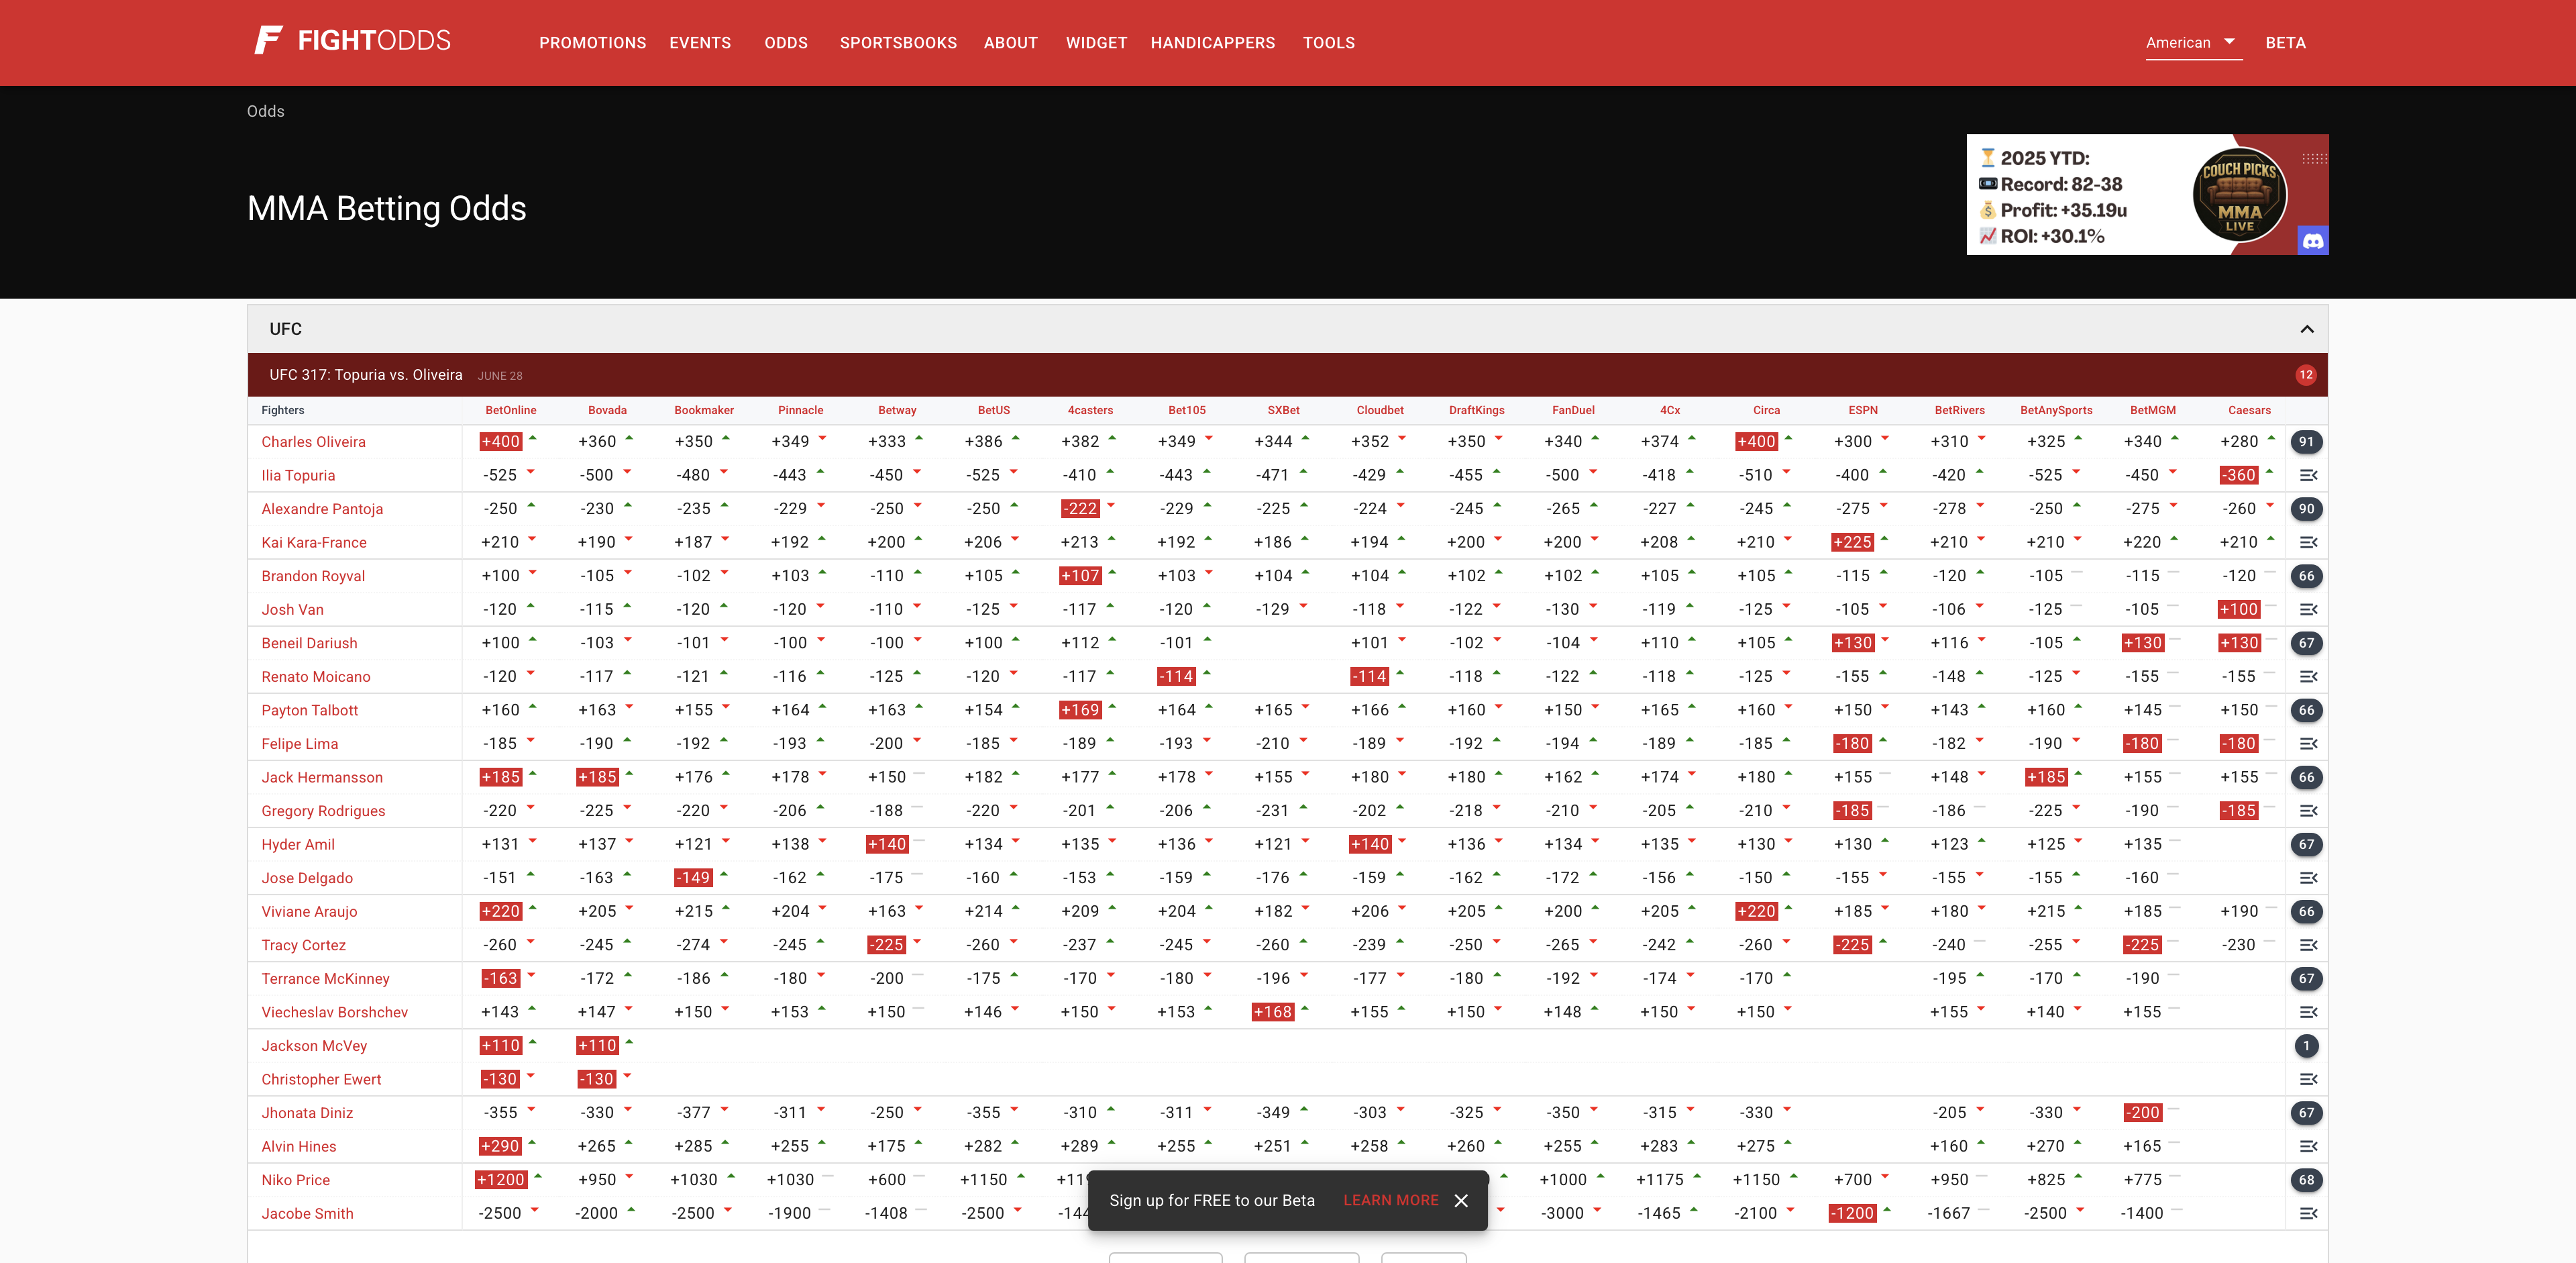 FIGHTODDS PROMOTIONS EVENTS ODDS SPORTSBOOKS ABOUT WIDGET HANDICAPPERS TOOLS American BETA
Odds
MMA Betting Odds
2025 YTD:
Record: 82-38
Profit: +35.19u
ROI: +30.1%
COUCH PICKS
MMA
LIVE
UFC
UFC 317: Topuria vs. Oliveira JUNE 28 12
Fighters BetOnline Bovada Bookmaker Pinnacle Betway BetUS 4casters Bet105 SXBet Cloudbet DraftKings FanDuel 4Cx Circa ESPN BetRivers BetAnySports BetMGM Caesars
Charles Oliveira +400 +360 +350 +349 +333 +386 +382 +349 +344 +352 +350 +340 +374 +400 +300 +310 +325 +340 +280 91
Ilia Topuria -525 -500 -480 -443 -450 -525 -410 -443 -471 -429 -455 -500 -418 -510 -400 -420 -525 -450 -360
Alexandre Pantoja -250 -230 -235 -229 -250 -250 -222 -229 -225 -224 -245 -265 -227 -245 -275 -278 -250 -275 -260 90
Kai Kara-France +210 +190 +187 +192 +200 +206 +213 +192 +186 +194 +200 +200 +208 +210 +225 +210 +210 +220 +210
Brandon Royval +100 -105 -102 +103 -110 +105 +107 +103 +104 +104 +102 +102 +105 +105 -115 -120 -105 -115 -120 66
Josh Van -120 -115 -120 -120 -110 -125 -117 -120 -129 -118 -122 -130 -119 -125 -105 -106 -125 -105 +100
Beneil Dariush +100 -103 -101 -100 -100 +100 +112 -101 +101 -102 -104 +110 +105 +130 +116 -105 +130 +130 67
Renato Moicano -120 -117 -121 -116 -125 -120 -117 -114 -114 -118 -122 -118 -125 -155 -148 -125 -155 -155
Payton Talbott +160 +163 +155 +164 +163 +154 +169 +164 +165 +166 +160 +150 +165 +160 +150 +143 +160 +145 +150 66
Felipe Lima -185 -190 -192 -193 -200 -185 -189 -193 -210 -189 -192 -194 -189 -185 -180 -182 -190 -180 -180
Jack Hermansson +185 +185 +176 +178 +150 +182 +177 +178 +155 +180 +180 +162 +174 +180 +155 +148 +185 +155 +155 66
Gregory Rodrigues -220 -225 -220 -206 -188 -220 -201 -206 -231 -202 -218 -210 -205 -210 -185 -186 -225 -190 -185
Hyder Amil +131 +137 +121 +138 +140 +134 +135 +136 +121 +140 +136 +134 +135 +130 +130 +123 +125 +135 67
Jose Delgado -151 -163 -149 -162 -175 -160 -153 -159 -176 -159 -162 -172 -156 -150 -155 -155 -155 -160
Viviane Araujo +220 +205 +215 +204 +163 +214 +209 +204 +182 +206 +205 +200 +205 +220 +185 +180 +215 +185 +190 66
Tracy Cortez -260 -245 -274 -245 -225 -260 -237 -245 -260 -239 -250 -265 -242 -260 -225 -240 -255 -225 -230
Terrance McKinney -163 -172 -186 -180 -200 -175 -170 -180 -196 -177 -180 -192 -174 -170 -195 -170 -190 67
Viecheslav Borshchev +143 +147 +150 +153 +150 +146 +150 +153 +168 +155 +150 +148 +150 +150 +155 +140 +155
Jackson McVey +110 +110 1
Christopher Ewert -130 -130
Jhonata Diniz -355 -330 -377 -311 -250 -355 -310 -311 -349 -303 -325 -350 -315 -330 -205 -330 -200 67
Alvin Hines +290 +265 +285 +255 +175 +282 +289 +255 +251 +258 +260 +255 +283 +275 +160 +270 +165
Niko Price +1200 +950 +1030 +1030 +600 +1150 +1000 +1175 +1150 +700 +950 +825 +775 68
Jacobe Smith -2500 -2000 -2500 -1900 -1408 -2500 -3000 -1465 -2100 -1200 -1667 -2500 -1400
Sign up for FREE to our Beta LEARN MORE